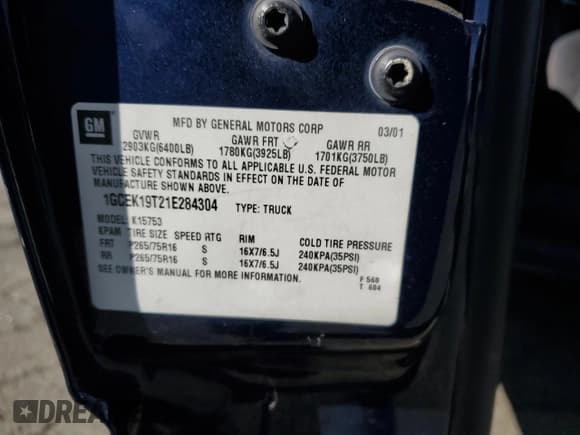 GM
MFD BY GENERAL MOTORS CORP 03/01
GVWR GAWR FRT GAWR RR
2903KG(6400LB) 1780KG(3925LB) 1701KG(3750LB)
THIS VEHICLE CONFORMS TO ALL APPLICABLE U.S. FEDERAL MOTOR
VEHICLE SAFETY STANDARDS IN EFFECT ON THE DATE OF
MANUFACTURE SHOWN ABOVE.
1GCEK19T21E284304 TYPE: TRUCK
MODEL: K15753
KPAM TIRE SIZE SPEED RTG RIM COLD TIRE PRESSURE
FRT P265/75R16 S 16X7/6.5J 240KPA(35PSI)
RR P265/75R16 S 16X7/6.5J 240KPA(35PSI)
SEE OWNER'S MANUAL FOR MORE INFORMATION.
F 560
T 604